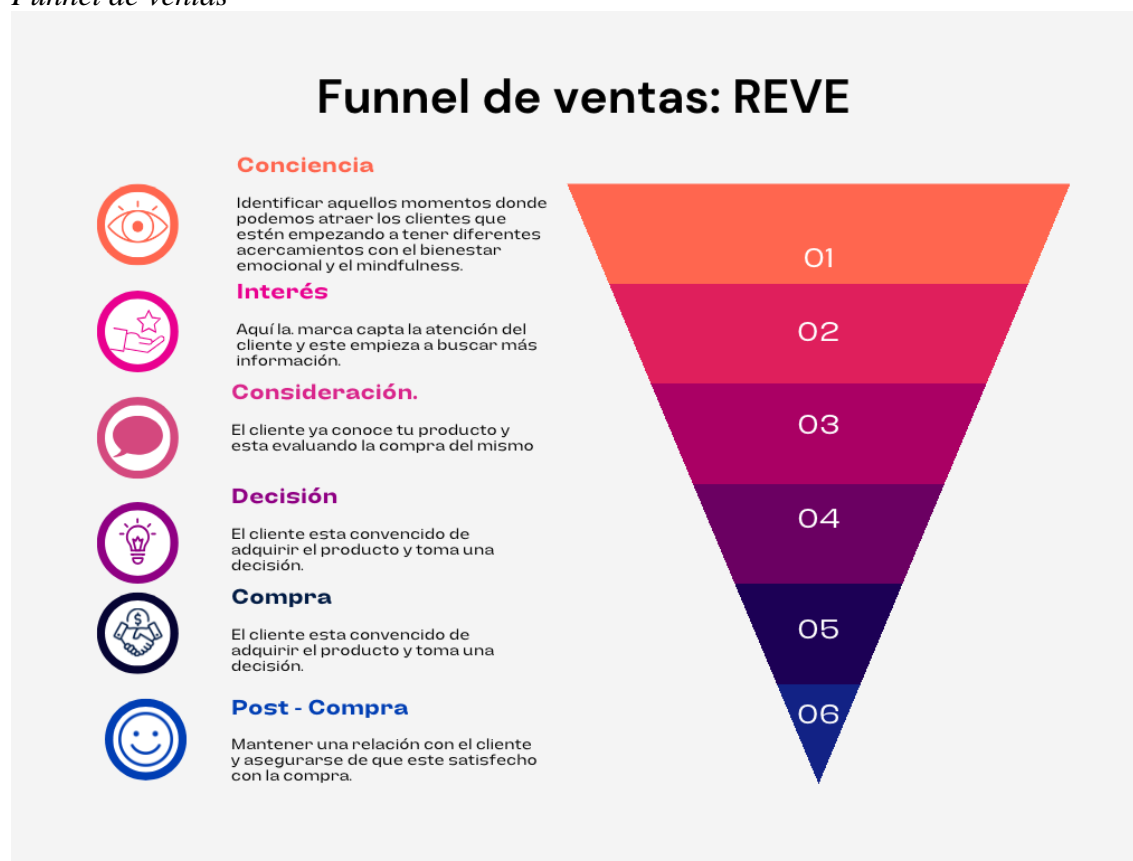 Funnel de ventas
Funnel de ventas: REVE
Conciencia
Identificar aquellos momentos donde
podemos atraer los clientes que
estén empezando a tener diferentes
acercamientos con el bienestar
emocional y el mindfulness.
Interés
Aquí la. marca capta la atención del
cliente y este empieza a buscar más
información.
Consideración.
El cliente ya conoce tu producto y
esta evaluando la compra del mismo
Decisión
El cliente esta convencido de
adquirir el producto y toma una
decisión.
Compra
El cliente esta convencido de
adquirir el producto y toma una
decisión.
Post - Compra
Mantener una relación con el cliente
y asegurarse de que este satisfecho
con la compra.
01
02
03
04
05
06
$